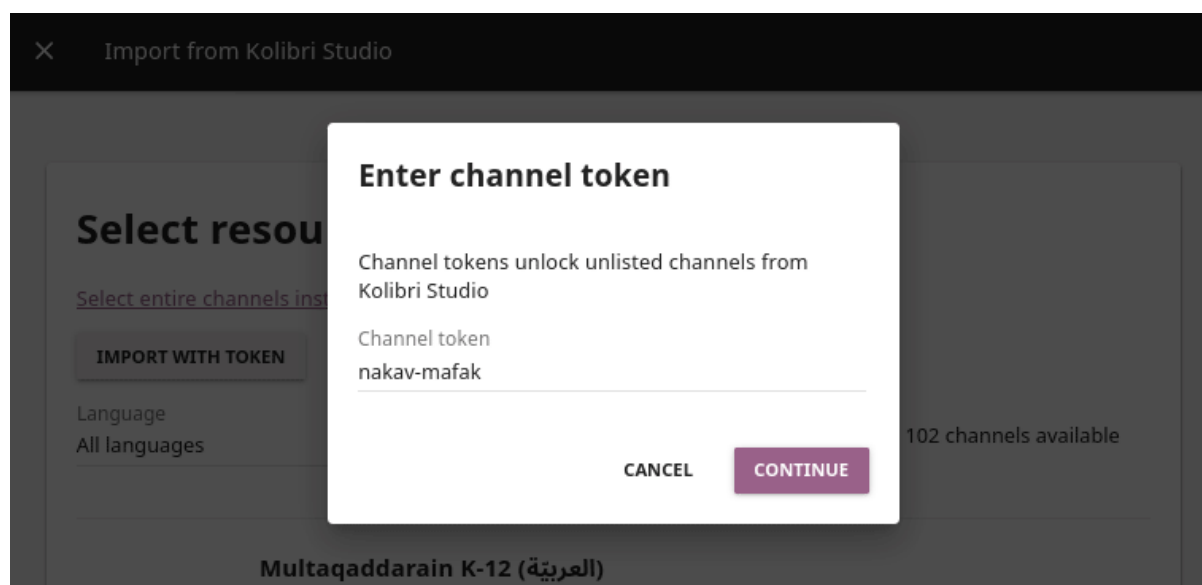 Import from Kolibri Studio
Enter channel token
Select resou
Channel tokens unlock unlisted channels from
Kolibri Studio
Select entire channels inst
Channel token
IMPORT WITH TOKEN
nakav-mafak
Language
All languages
102 channels available
CANCEL
CONTINUE
Multaqaddarain K-12 (العربيّة)